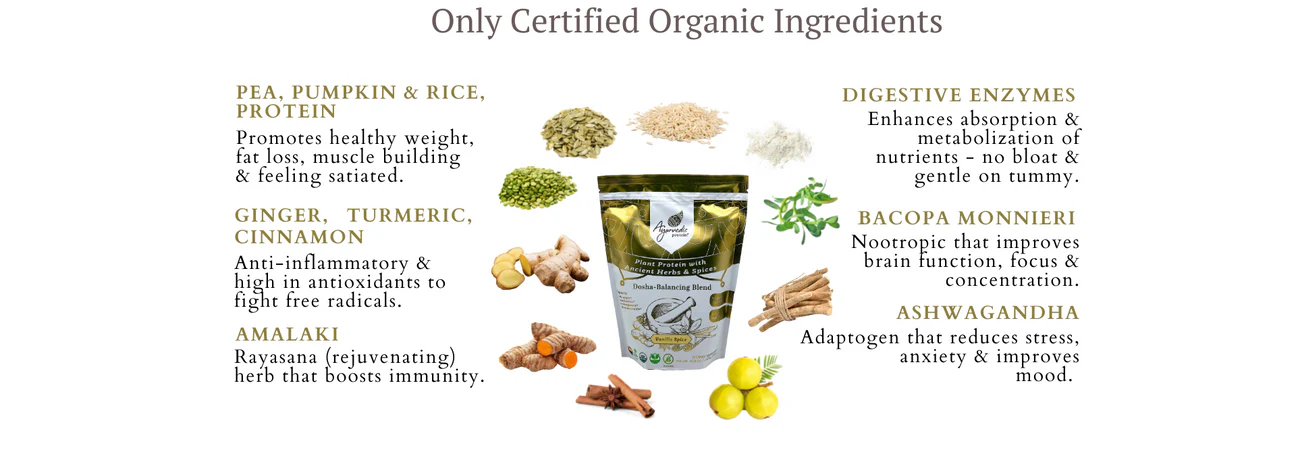 Only Certified Organic Ingredients
PEA, PUMPKIN & RICE,
PROTEIN
Promotes healthy weight,
fat loss, muscle building
& feeling satiated.
GINGER, TURMERIC,
CINNAMON
Anti-inflammatory &
high in antioxidants to
fight free radicals.
AMALAKI
Rayasana (rejuvenating)
herb that boosts immunity.
Ayurvedic
protein
Plant Protein with
Ancient Herbs & Spices
Dosha-Balancing Blend
Vanilla Spice
DIGESTIVE ENZYMES
Enhances absorption &
metabolization of
nutrients - no bloat &
gentle on tummy.
BACOPA MONNIERI
Nootropic that improves
brain function, focus &
concentration.
ASHWAGANDHA
Adaptogen that reduces stress,
anxiety & improves
mood.